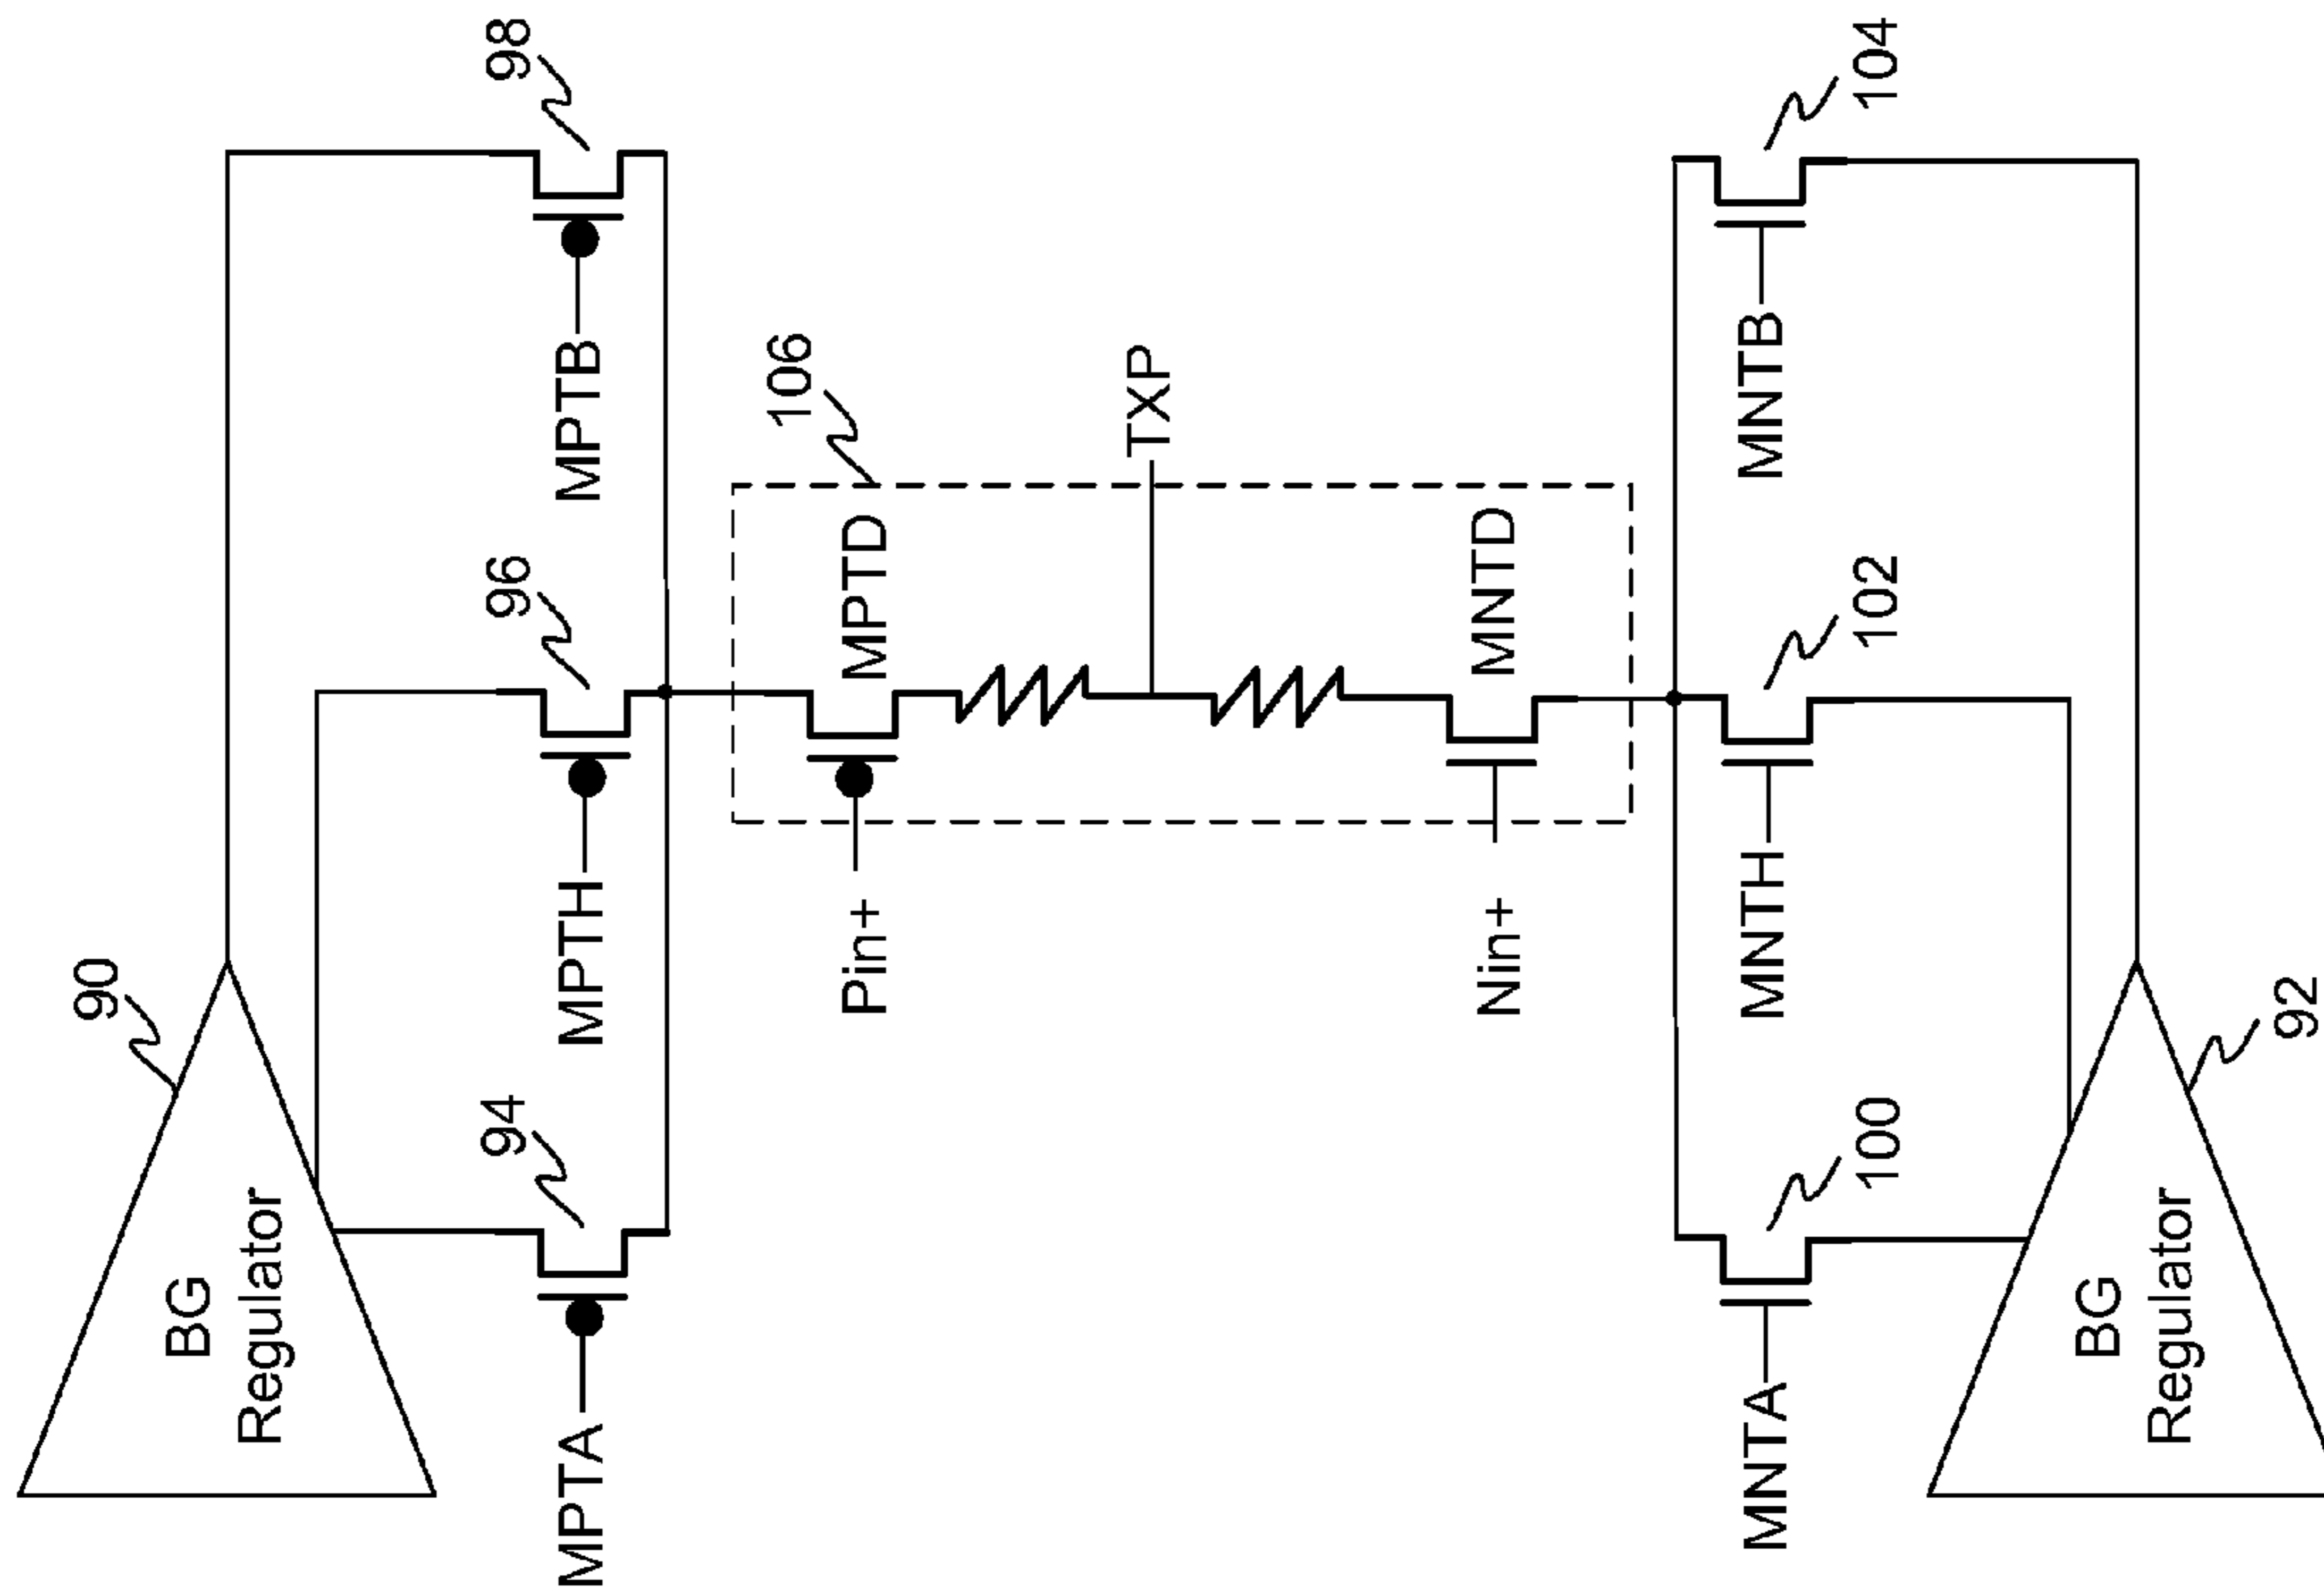 90
BG
Regulator
98
96
94
MPTB
MPTH
MPTA
106
MPTD
Pin+
TXP
MNTD
Nin+
104
102
100
MNTB
MNTH
MNTA
BG
Regulator
92